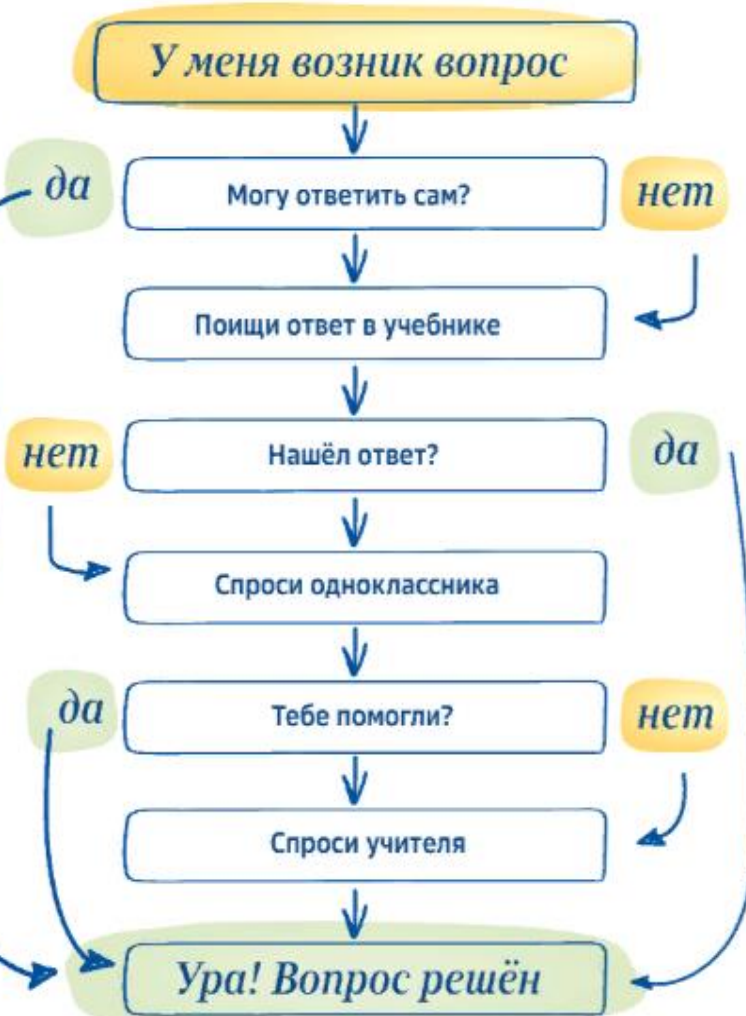 У меня возник вопрос
да
Могу ответить сам?
нет
Поищи ответ в учебнике
нет
Нашёл ответ?
да
Спроси одноклассника
да
Тебе помогли?
нет
Спроси учителя
Ура! Вопрос решён